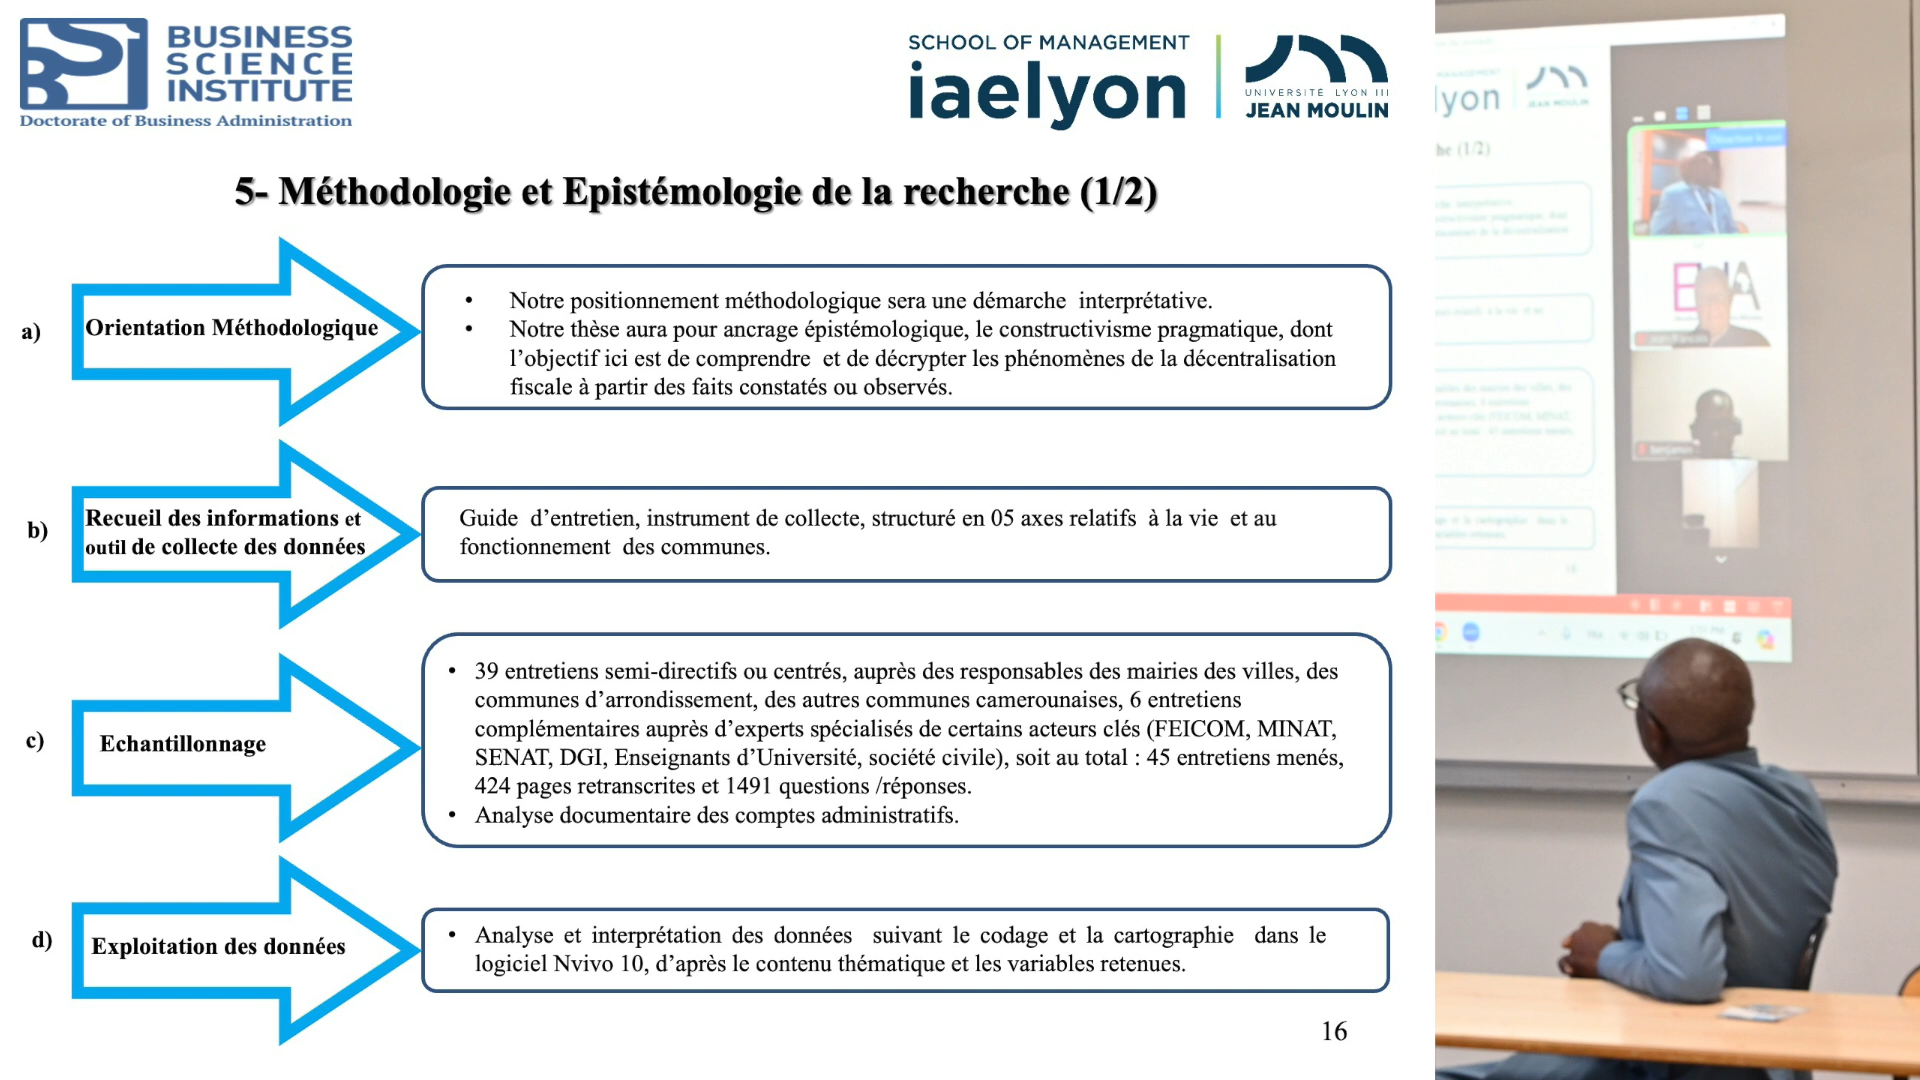 BUSINESS
SCIENCE
INSTITUTE
Doctorate of Business Administration
SCHOOL OF MANAGEMENT
iaelyon
UNIVERSITÉ LYON III
JEAN MOULIN
5- Méthodologie et Epistémologie de la recherche (1/2)
a)
Orientation Méthodologique
• Notre positionnement méthodologique sera une démarche interprétative.
• Notre thèse aura pour ancrage épistémologique, le constructivisme pragmatique, dont
l’objectif ici est de comprendre et de décrypter les phénomènes de la décentralisation
fiscale à partir des faits constatés ou observés.
b)
Recueil des informations et
outil de collecte des données
Guide d’entretien, instrument de collecte, structuré en 05 axes relatifs à la vie et au
fonctionnement des communes.
c)
Echantillonnage
• 39 entretiens semi-directifs ou centrés, auprès des responsables des mairies des villes, des
communes d’arrondissement, des autres communes camerounaises, 6 entretiens
complémentaires auprès d’experts spécialisés de certains acteurs clés (FEICOM, MINAT,
SENAT, DGI, Enseignants d’Université, société civile), soit au total : 45 entretiens menés,
424 pages retranscrites et 1491 questions /réponses.
• Analyse documentaire des comptes administratifs.
d)
Exploitation des données
• Analyse et interprétation des données suivant le codage et la cartographie dans le
logiciel Nvivo 10, d’après le contenu thématique et les variables retenues.
16
lyon
JEAN MOULIN
he (1/2)